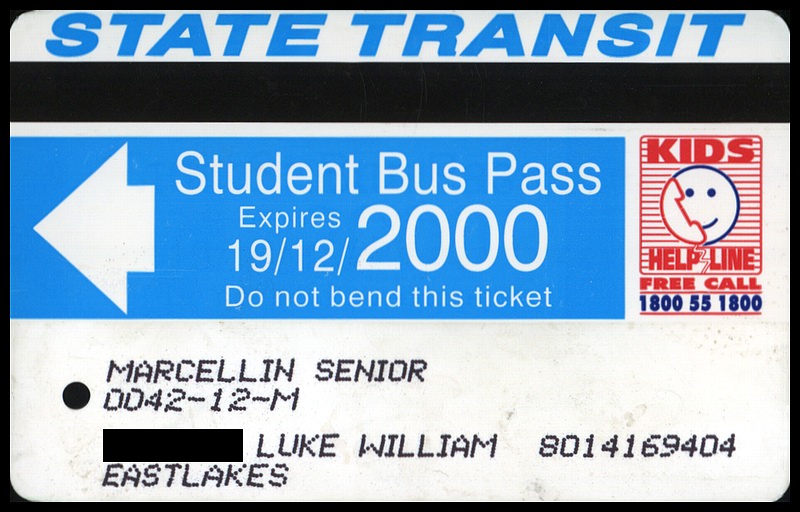 STATE TRANSIT
Student Bus Pass
Expires
19/12/2000
Do not bend this ticket
KIDS
HELP LINE
FREE CALL
1800 55 1800
MARCELLIN SENIOR
0042-12-M
LUKE WILLIAM 8014169404
EASTLAKES